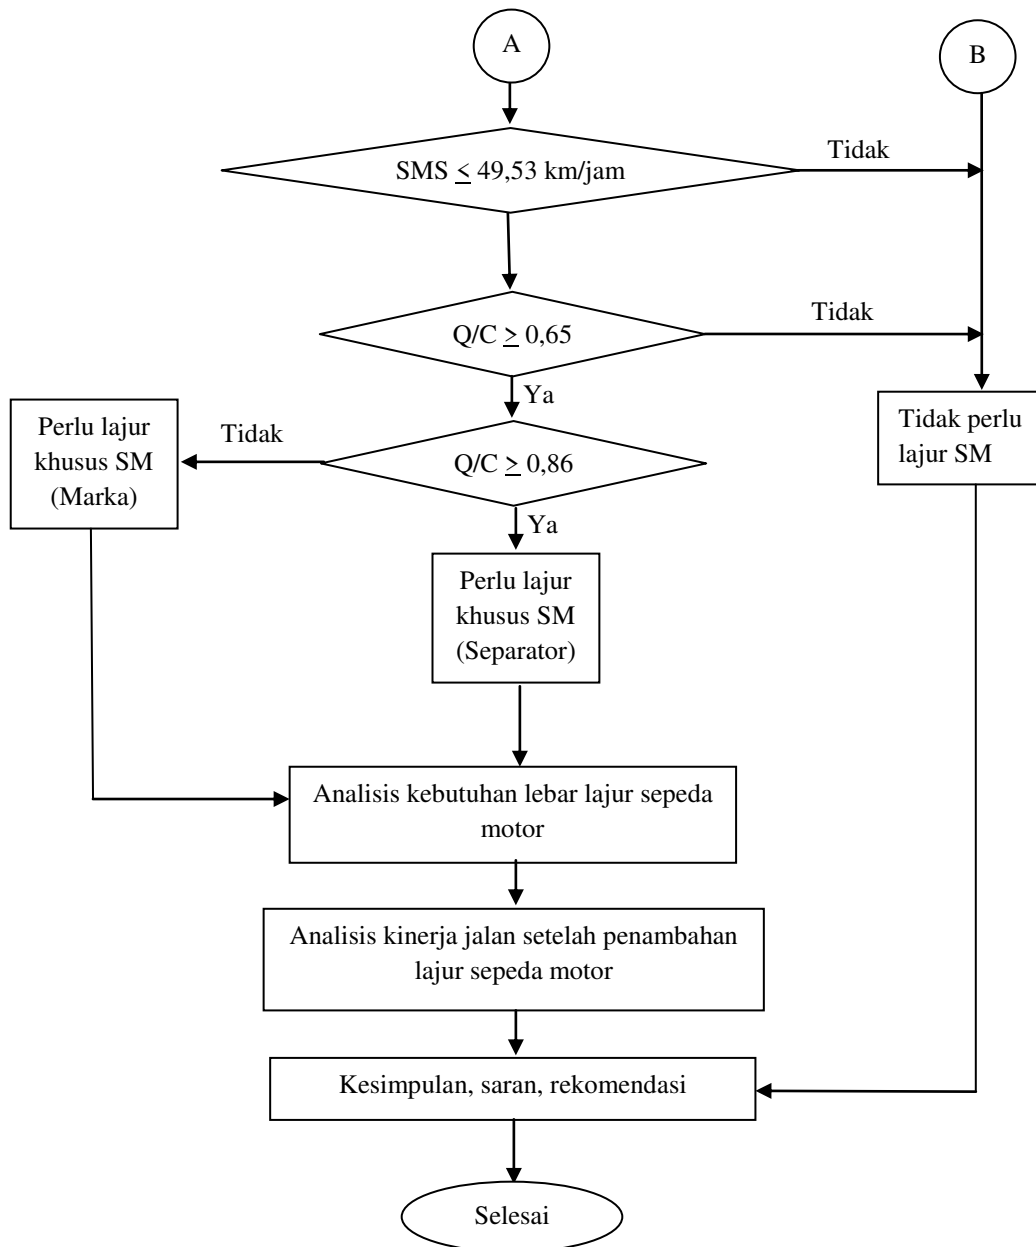 A
B
SMS ≤ 49,53 km/jam
Tidak
Q/C ≥ 0,65
Tidak
Ya
Perlu lajur
khusus SM
(Marka)
Tidak
Q/C ≥ 0,86
Tidak perlu
lajur SM
Ya
Perlu lajur
khusus SM
(Separator)
Analisis kebutuhan lebar lajur sepeda
motor
Analisis kinerja jalan setelah penambahan
lajur sepeda motor
Kesimpulan, saran, rekomendasi
Selesai